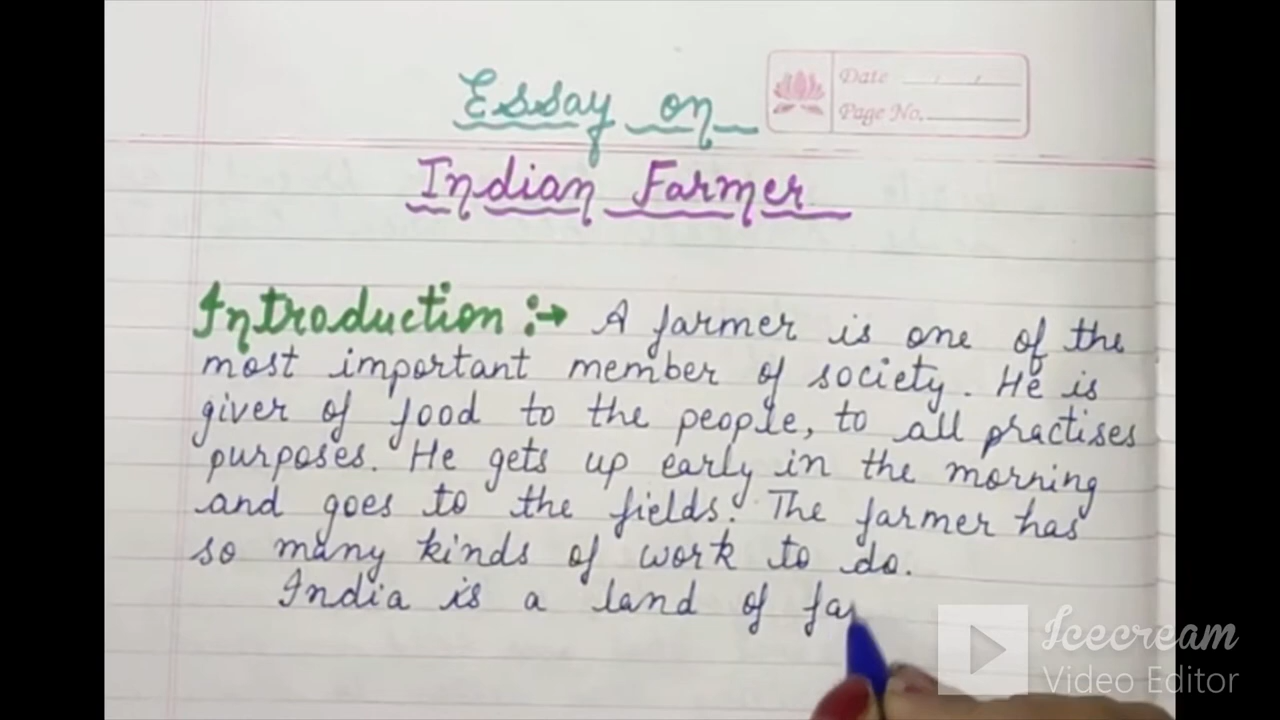 Essay on
Date
Page No.
Indian Farmer
Introduction :→ A farmer is one of the
most important member of society. He is
giver of food to the people, to all practises
purposes. He gets up early in the morning
and goes to the fields. The farmer has
so many kinds of work to do.
India is a land of fa
Icecream
Video Editor